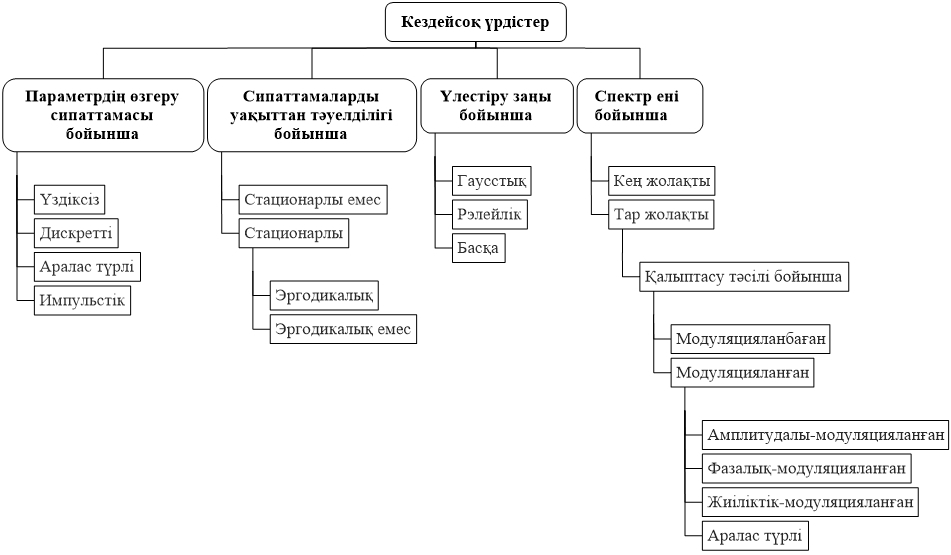 Кездейсоқ үрдістер
Параметрдің өзгеру
сипаттамасы
бойынша
Үздіксіз
Дискретті
Аралас түрлі
Импульстік
Сипаттамаларды
уақыттан тәуелділігі
бойынша
Стационарлы емес
Стационарлы
Эргодикалық
Эргодикалық емес
Үлестіру заңы
бойынша
Гаусстық
Рэлейлік
Басқа
Спектр ені
бойынша
Кең жолақты
Тар жолақты
Қалыптасу тәсілі бойынша
Модуляцияланбаған
Модуляцияланған
Амплитудалы-модуляцияланған
Фазалық-модуляцияланған
Жиіліктік-модуляцияланған
Аралас түрлі